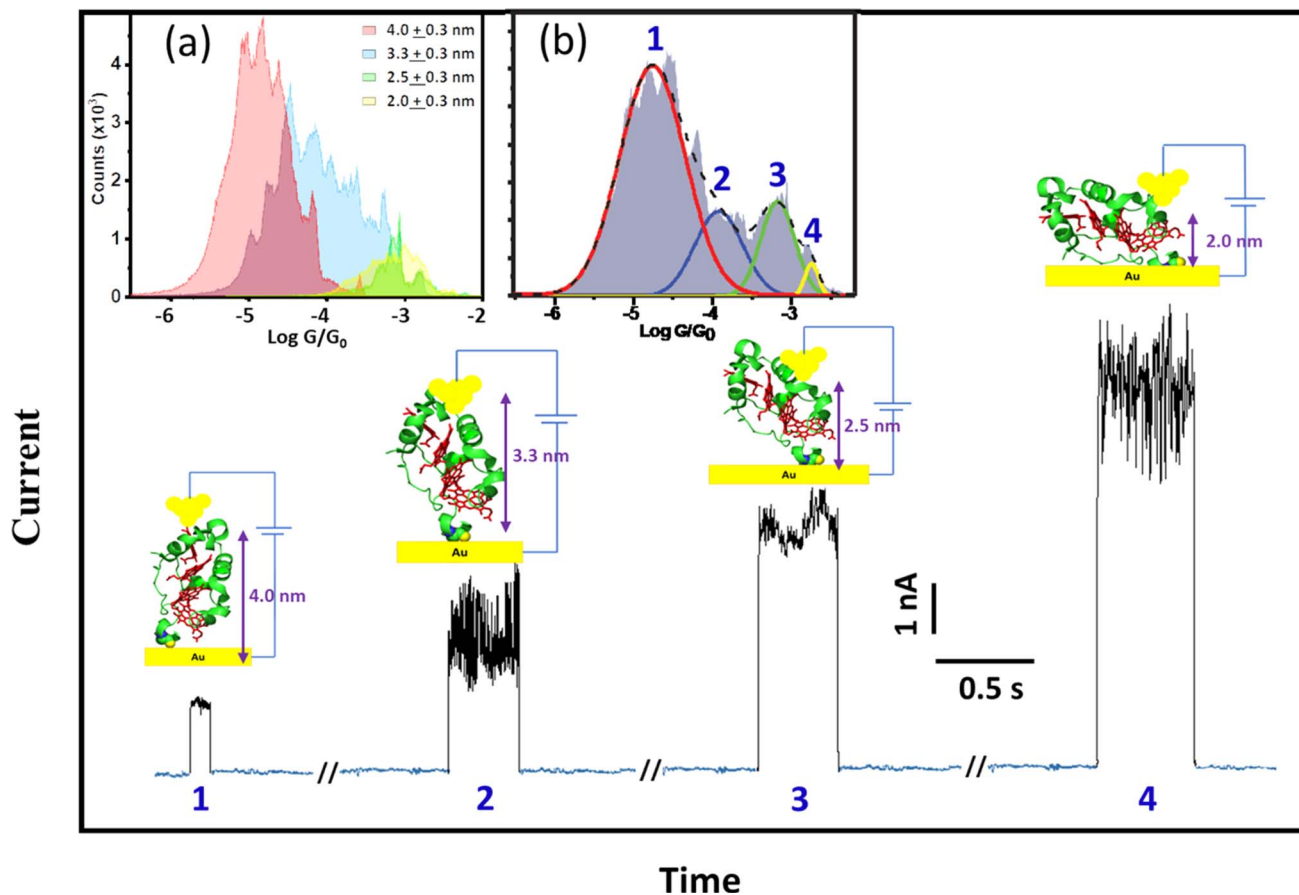 (a)
4.0 ± 0.3 nm
3.3 ± 0.3 nm
2.5 ± 0.3 nm
2.0 ± 0.3 nm
Counts (x10³)
4
3
2
1
0
-6
-5
-4
-3
-2
Log G/G₀
(b)
1
2
3
4
-6
-5
-4
-3
Log G/G₀
2.0 nm
Au
2.5 nm
Au
3.3 nm
Au
4.0 nm
Au
Current
1 nA
0.5 s
//
//
//
1
2
3
4
Time